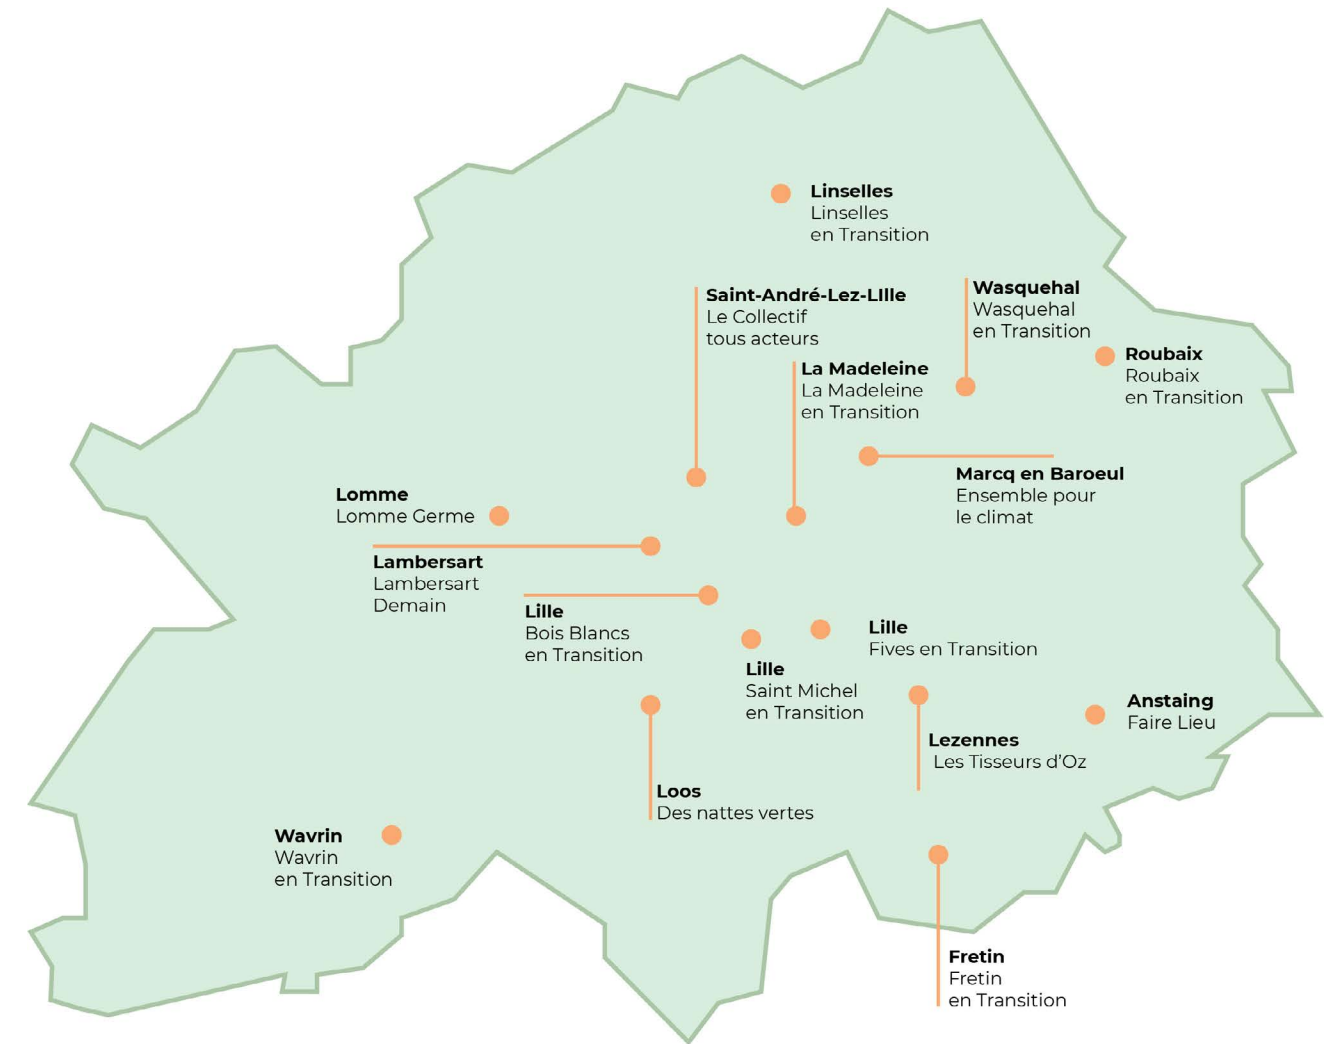 Linselles
Linselles
en Transition
Saint-André-Lez-LIlle
Le Collectif
tous acteurs
Wasquehal
Wasquehal
en Transition
La Madeleine
La Madeleine
en Transition
Roubaix
Roubaix
en Transition
Marcq en Baroeul
Ensemble pour
le climat
Lomme
Lomme Germe
Lambersart
Lambersart
Demain
Lille
Bois Blancs
en Transition
Lille
Fives en Transition
Lille
Saint Michel
en Transition
Anstaing
Faire Lieu
Lezennes
Les Tisseurs d'Oz
Loos
Des nattes vertes
Wavrin
Wavrin
en Transition
Fretin
Fretin
en Transition